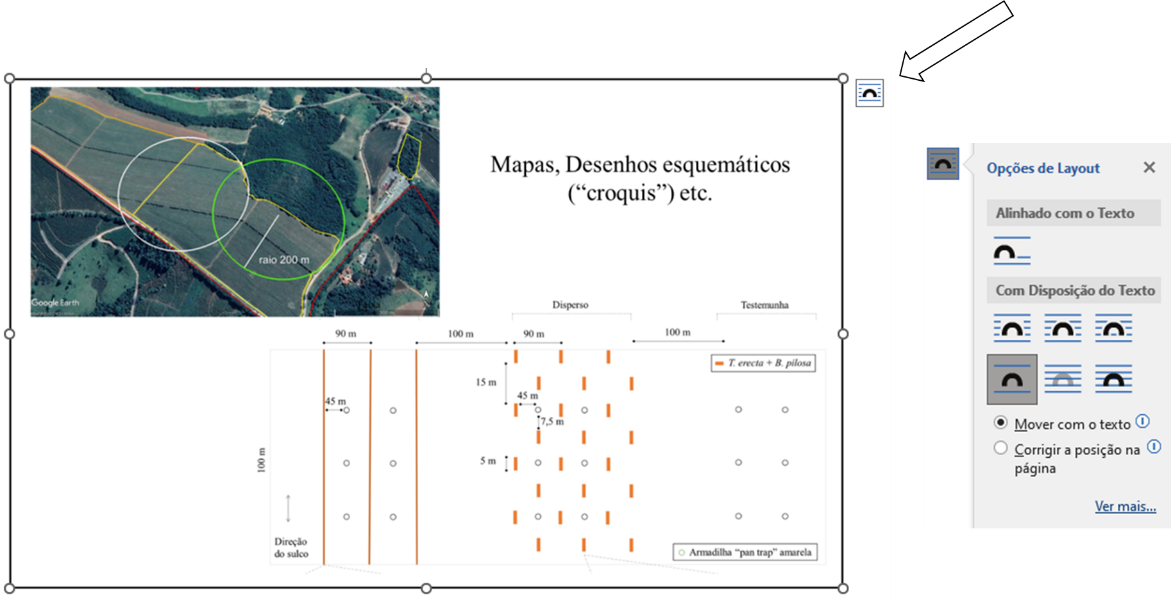 Mapas, Desenhos esquemáticos
(“croquis”) etc.
raio 200 m
Google Earth
A
Disperso
Testemunha
90 m
100 m
90 m
100 m
T. erecta + B. pilosa
15 m
45 m
45 m
7,5 m
5 m
100 m
Direção
do sulco
Armadilha “pan trap” amarela
Opções de Layout
Alinhado com o Texto
Com Disposição do Texto
Mover com o texto
Corrigir a posição na
página
Ver mais...